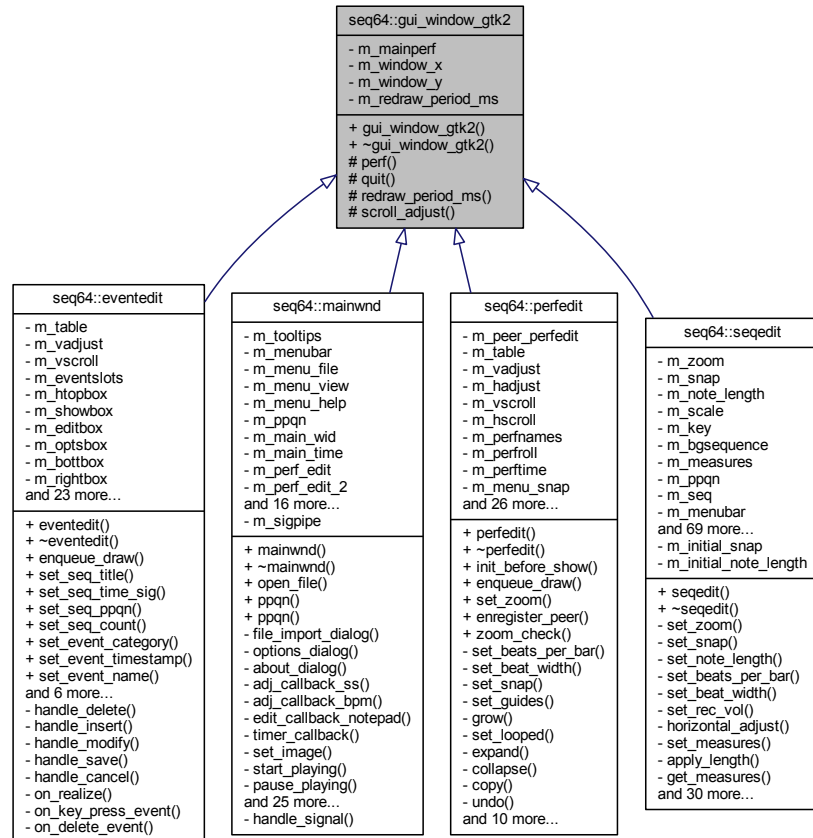 seq64::gui_window_gtk2
- m_mainperf
- m_window_x
- m_window_y
- m_redraw_period_ms
+ gui_window_gtk2()
+ ~gui_window_gtk2()
# perf()
# quit()
# redraw_period_ms()
# scroll_adjust()
seq64::eventedit
- m_table
- m_vadjust
- m_vscroll
- m_eventslots
- m_htopbox
- m_showbox
- m_editbox
- m_optsbox
- m_bottbox
- m_rightbox
and 23 more...
+ eventedit()
+ ~eventedit()
+ enqueue_draw()
+ set_seq_title()
+ set_seq_time_sig()
+ set_seq_ppqn()
+ set_seq_count()
+ set_event_category()
+ set_event_timestamp()
+ set_event_name()
and 6 more...
- handle_delete()
- handle_insert()
- handle_modify()
- handle_save()
- handle_cancel()
- on_realize()
- on_key_press_event()
- on_delete_event()
seq64::mainwnd
- m_tooltips
- m_menubar
- m_menu_file
- m_menu_view
- m_menu_help
- m_ppqn
- m_main_wid
- m_main_time
- m_perf_edit
- m_perf_edit_2
and 16 more...
- m_sigpipe
+ mainwnd()
+ ~mainwnd()
+ open_file()
+ ppqn()
+ ppqn()
- file_import_dialog()
- options_dialog()
- about_dialog()
- adj_callback_ss()
- adj_callback_bpm()
- edit_callback_notepad()
- timer_callback()
- set_image()
- start_playing()
- pause_playing()
and 25 more...
- handle_signal()
seq64::perfedit
- m_peer_perfedit
- m_table
- m_vadjust
- m_hadjust
- m_vscroll
- m_hscroll
- m_perfnames
- m_perfroll
- m_perftime
- m_menu_snap
and 26 more...
+ perfedit()
+ ~perfedit()
+ init_before_show()
+ enqueue_draw()
+ set_zoom()
+ enregister_peer()
+ zoom_check()
- set_beats_per_bar()
- set_beat_width()
- set_snap()
- set_guides()
- grow()
- set_looped()
- expand()
- collapse()
- copy()
- undo()
and 10 more...
seq64::seqedit
- m_zoom
- m_snap
- m_note_length
- m_scale
- m_key
- m_bgsequence
- m_measures
- m_ppqn
- m_seq
- m_menubar
and 69 more...
- m_initial_snap
- m_initial_note_length
+ seqedit()
+ ~seqedit()
- set_zoom()
- set_snap()
- set_note_length()
- set_beats_per_bar()
- set_beat_width()
- set_rec_vol()
- horizontal_adjust()
- set_measures()
- apply_length()
- get_measures()
and 30 more...